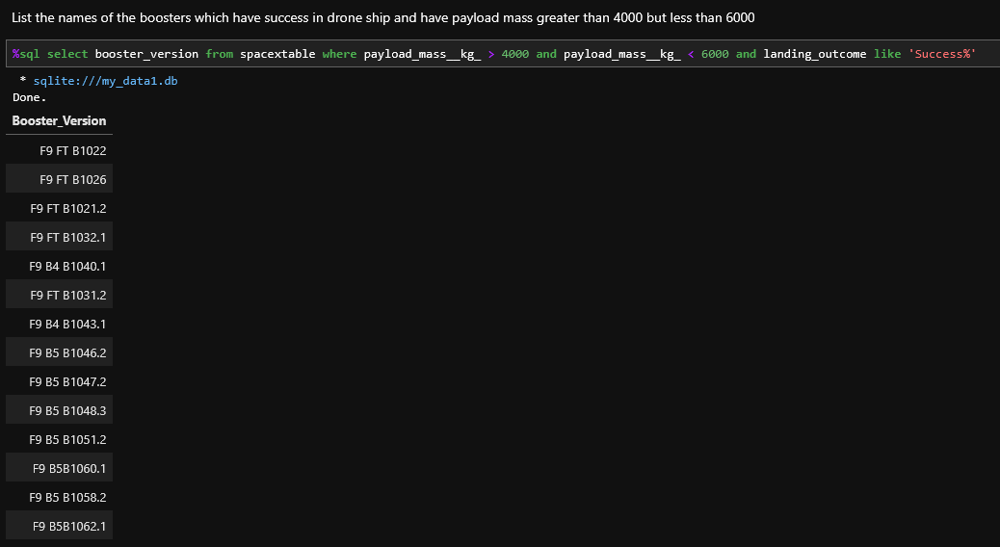 List the names of the boosters which have success in drone ship and have payload mass greater than 4000 but less than 6000
%sql select booster_version from spacextable where payload_mass__kg_ > 4000 and payload_mass__kg_ < 6000 and landing_outcome like 'Success%'
* sqlite:///my_data1.db
Done.
Booster_Version
F9 FT B1022
F9 FT B1026
F9 FT B1021.2
F9 FT B1032.1
F9 B4 B1040.1
F9 FT B1031.2
F9 B4 B1043.1
F9 B5 B1046.2
F9 B5 B1047.2
F9 B5 B1048.3
F9 B5 B1051.2
F9 B5B1060.1
F9 B5 B1058.2
F9 B5B1062.1